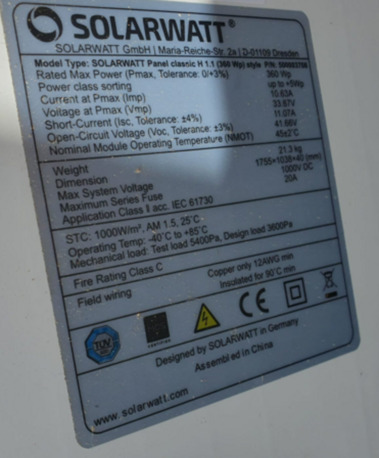 SOLARWATT®
SOLARWATT GmbH | Maria-Reiche-Str. 2a | D-01109 Dresden
Model Type: SOLARWATT Panel classic H 1.1 (360 Wp) style P/N:
Rated Max Power (Pmax, Tolerance: 0/+3%) 360 Wp
Power class sorting up to +5Wp
Current at Pmax (Imp) 10.63A
Voltage at Pmax (Vmp) 33.87V
Short-Current (Isc, Tolerance: ±4%) 11.07A
Open-Circuit Voltage (Voc, Tolerance: ±3%)
Nominal Module Operating Temperature (NMOT) 45±2°C
Weight 21.3 kg
Dimension 1755×1038×40 (mm)
Max System Voltage 1000V DC
Maximum Series Fuse 20A
Application Class II acc. IEC 61730
STC: 1000W/m², AM 1.5, 25°C
Operating Temp: -40°C to +85°C
Mechanical load: Test load 5400Pa, Design load 3600Pa
Fire Rating Class C
Field wiring Copper only 12AWG min
Insulated for 90°C min
TÜV
CE
Designed by SOLARWATT in Germany
Assembled in China
www.solarwatt.com